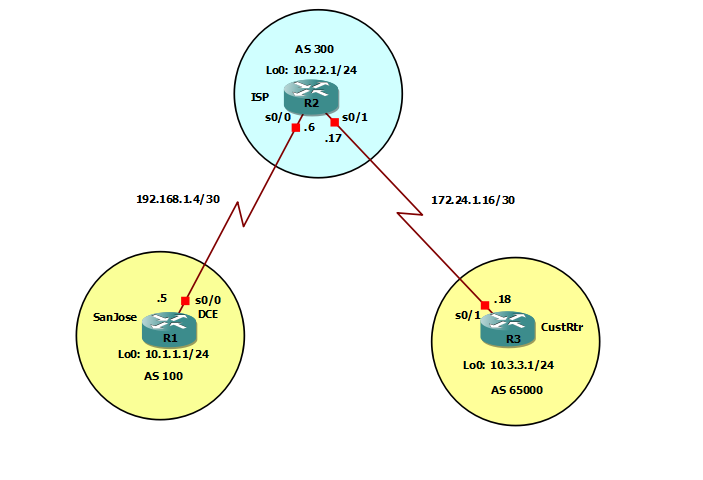 AS 300
Lo0: 10.2.2.1/24
ISP
R2
s0/0
s0/1
.6
.17
192.168.1.4/30
172.24.1.16/30
.5
s0/0
DCE
SanJose
R1
Lo0: 10.1.1.1/24
AS 100
.18
s0/1
CustRtr
R3
Lo0: 10.3.3.1/24
AS 65000